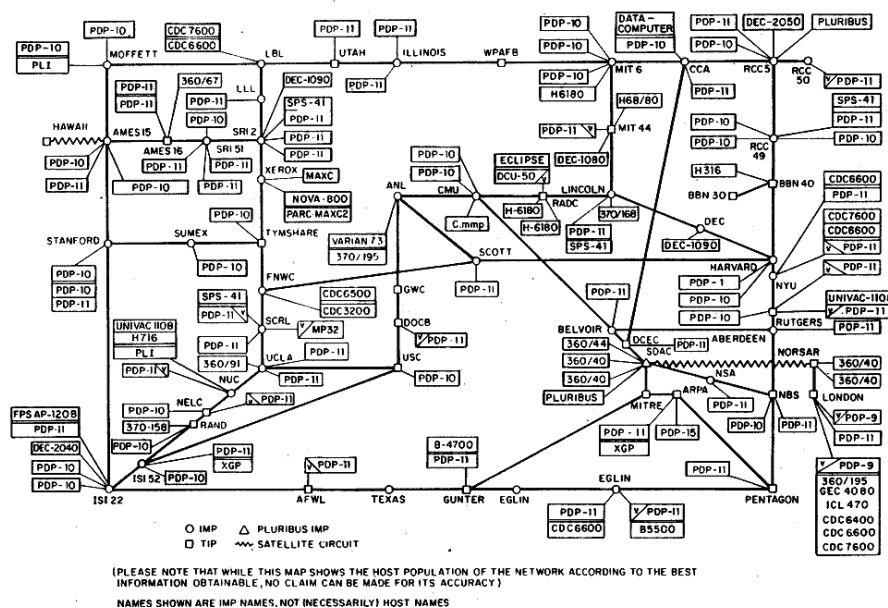 PDP-10
PLI
PDP-10
MOFFETT
CDC7600
CDC6600
LBL
PDP-11
UTAH
PDP-11
ILLINOIS
WPAFB
PDP-10
PDP-10
PDP-10
H6180
MIT 6
DATA-
COMPUTER
PDP-10
CCA
PDP-11
PDP-11
PDP-10
DEC-2050
PLURIBUS
RCC5
RCC
50
PDP-11
LLL
PDP-11
PDP-11
360/67
PDP-11
PDP-10
DEC-1090
SPS-41
PDP-11
PDP-11
PDP-11
SRI 2
HAWAII
AMES15
AMES 16
SRI 51
PDP-11
PDP-11
PDP-11
PDP-10
PDP-11
PDP-10
H68/80
PDP-11
MIT 44
DEC-1080
SPS-41
PDP-11
PDP-10
PDP-10
PDP-10
RCC
49
XEROX
MAXC
NOVA-800
PARC-MAXC2
ANL
PDP-10
PDP-10
CMU
C.mmp
ECLIPSE
DCU-50
RADC
H-6180
H-6180
LINCOLN
370/168
PDP-11
SPS-41
H316
BBN 30
BBN 40
DEC
DEC-1090
CDC6600
PDP-11
CDC7600
CDC6600
PDP-11
PDP-11
STANFORD
SUMEX
TYMSHARE
PDP-10
PDP-10
VARIAN 73
370/195
SCOTT
PDP-11
HARVARD
PDP-1
PDP-10
PDP-10
NYU
PDP-10
PDP-10
PDP-11
FNWC
CDC6500
CDC3200
GWC
UNIVAC-1108
PDP-11
PDP-11
RUTGERS
SPS-41
PDP-11
SCRL
MP32
PDP-11
DOCB
PDP-11
PDP-11
BELVOIR
ABERDEEN
DCEC
PDP-11
UNIVAC 1108
H716
PLI
PDP-11
360/91
UCLA
PDP-11
PDP-11
USC
PDP-10
360/44
360/40
360/40
PLURIBUS
SDAC
NORSAR
360/40
360/40
NUC
NSA
PDP-11
NBS
PDP-10
PDP-11
LONDON
PDP-9
PDP-11
NELC
PDP-10
PDP-11
370-158
RAND
PDP-10
MITRE
ARPA
PDP-11
XGP
PDP-15
FPS AP-120B
PDP-11
DEC-2040
PDP-10
PDP-10
ISI 22
ISI 52
PDP-11
XGP
PDP-10
PDP-11
AFWL
TEXAS
B-4700
PDP-11
GUNTER
EGLIN
EGLIN
PDP-11
CDC6600
PDP-11
B5500
PDP-11
PENTAGON
PDP-9
360/195
GEC 4080
ICL 470
CDC6400
CDC6600
CDC7600
IMP
PLURIBUS IMP
TIP
SATELLITE CIRCUIT
(PLEASE NOTE THAT WHILE THIS MAP SHOWS THE HOST POPULATION OF THE NETWORK ACCORDING TO THE BEST
INFORMATION OBTAINABLE, NO CLAIM CAN BE MADE FOR ITS ACCURACY)
NAMES SHOWN ARE IMP NAMES, NOT (NECESSARILY) HOST NAMES